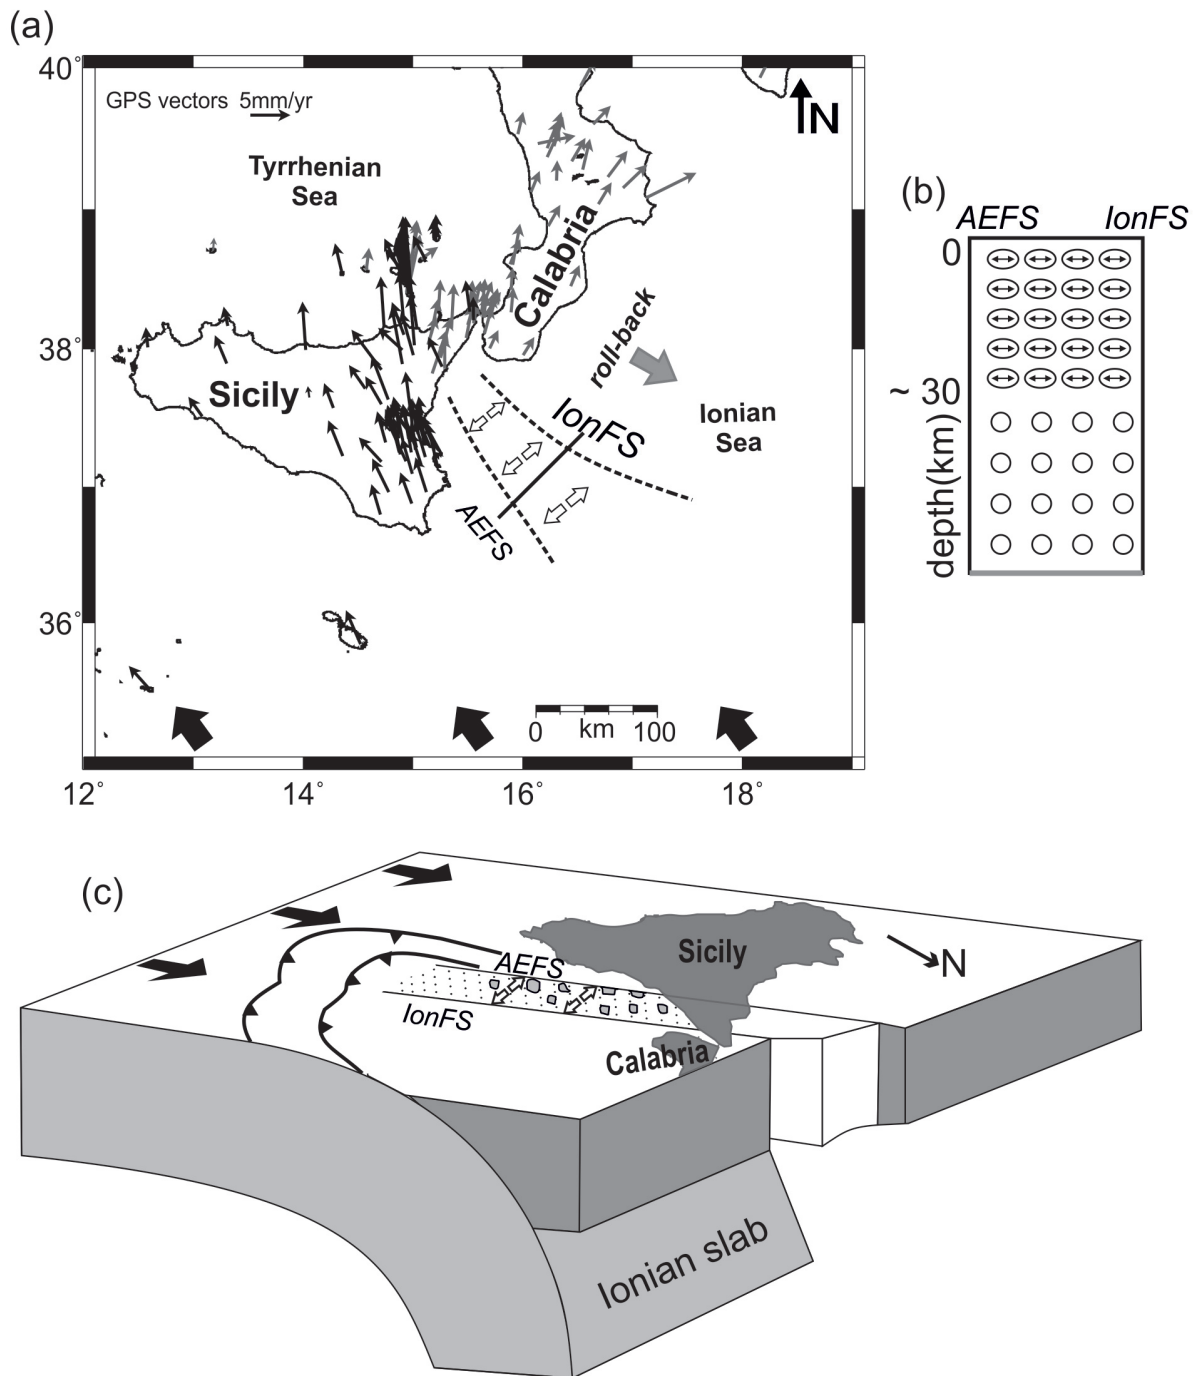 (a)
40°
GPS vectors 5mm/yr
N
Tyrrhenian
Sea
Calabria
38°
Sicily
roll-back
IonFS
Ionian
Sea
AEFS
36°
0 km 100
12° 14° 16° 18°
(b)
AEFS IonFS
0
~ 30
depth(km)
(c)
Sicily
N
AEFS
IonFS
Calabria
Ionian slab